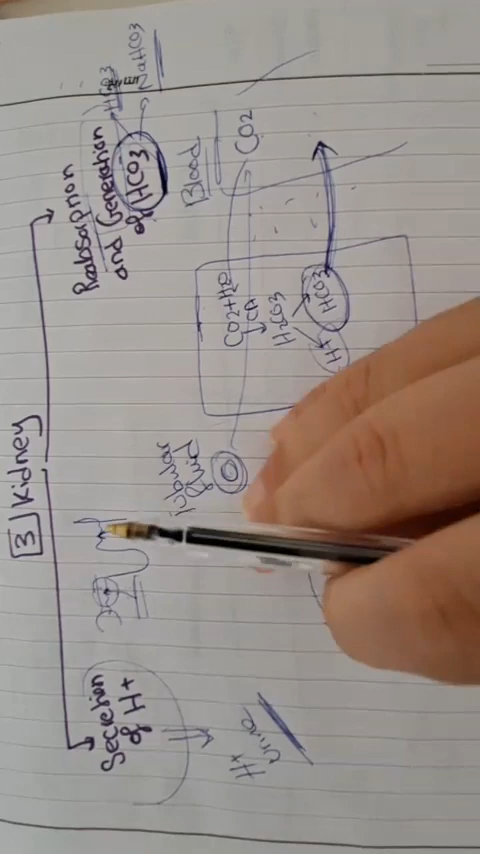 3 Kidney
Secretion
of H+
H+
urine
Reabsorption
and Generation
of HCO3
HCO3
NaHCO3
tubular
fluid
Blood
CO2
CO2+H2O
CA
H2CO3
H+
HCO3